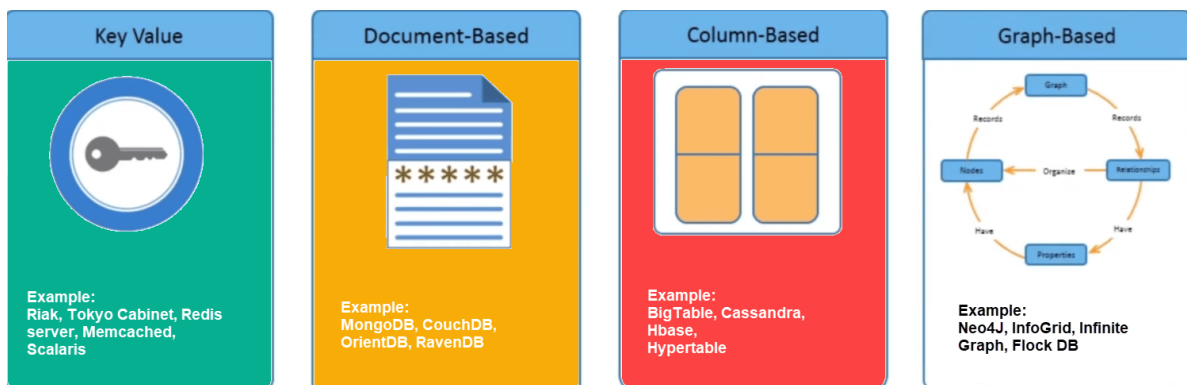 Key Value
Example:
Riak, Tokyo Cabinet, Redis
server, Memcached,
Scalaris
Document-Based
*****
Example:
MongoDB, CouchDB,
OrientDB, RavenDB
Column-Based
Example:
BigTable, Cassandra,
Hbase,
Hypertable
Graph-Based
Graph
Records
Records
Nodes
Organize
Relationships
Have
Have
Properties
Example:
Neo4J, InfoGrid, Infinite
Graph, Flock DB